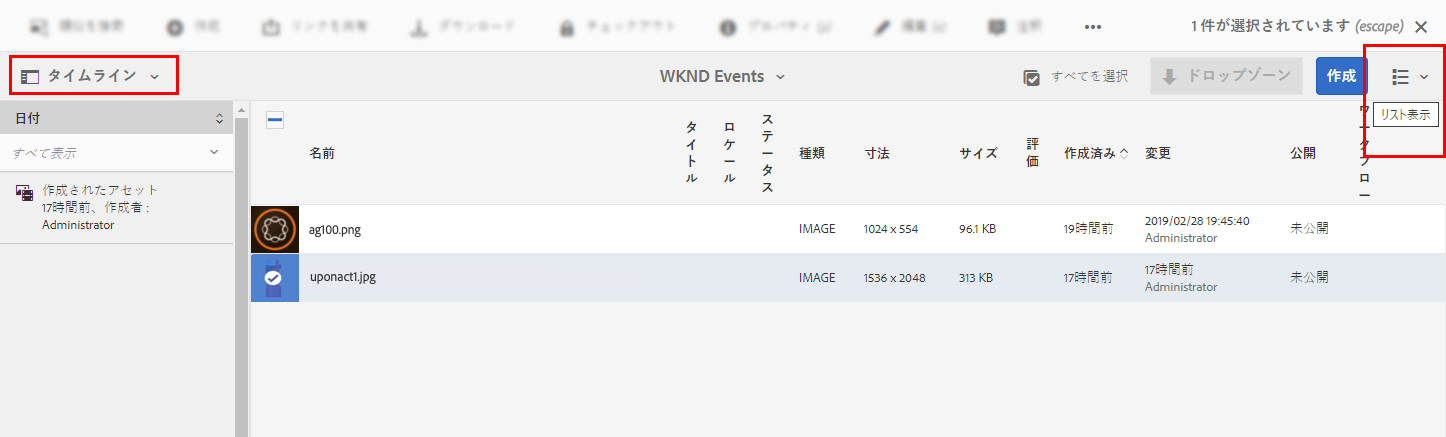 類似を検索 作成 リンクを共有 ダウンロード チェックアウト プロパティ (p) 編集 (e) 注釈 ••• 1 件が選択されています (escape)
タイムライン WKND Events すべてを選択 ドロップゾーン 作成
リスト表示
日付
すべて表示
作成されたアセット
17時間前、作成者 :
Administrator
名前 タイトル ロケール ステータス 種類 寸法 サイズ 評価 作成済み 変更 公開 ワークフロー
ag100.png IMAGE 1024 x 554 96.1 KB 19時間前 2019/02/28 19:45:40 未公開
Administrator
uponact1.jpg IMAGE 1536 x 2048 313 KB 17時間前 17時間前 未公開
Administrator